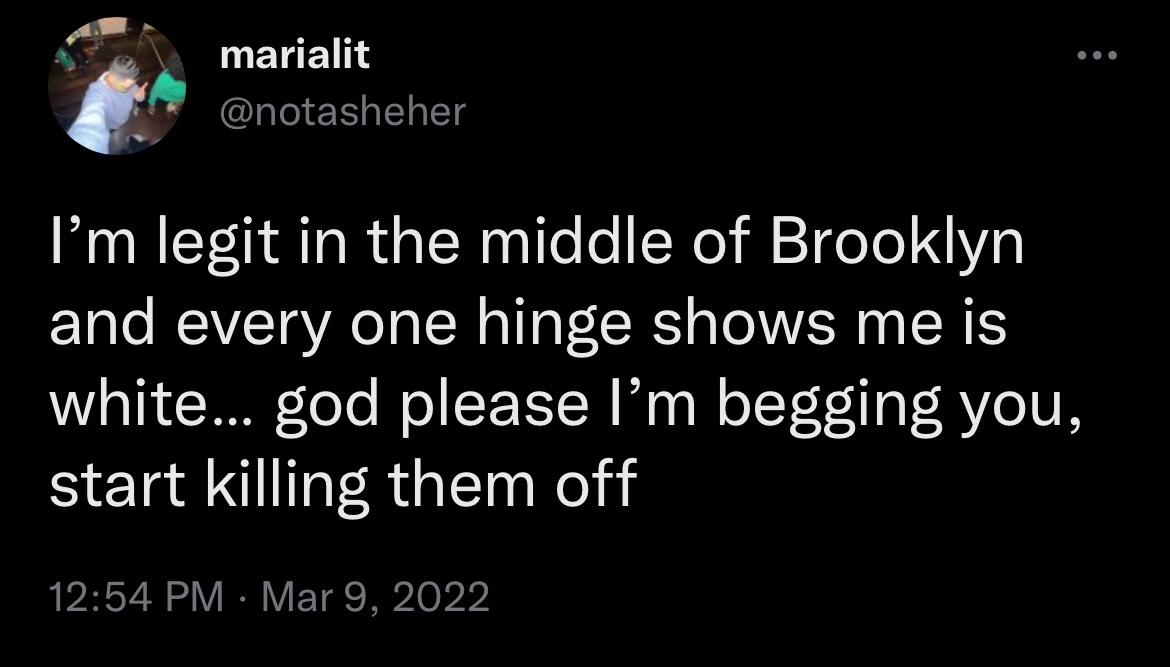 marialit
@notasheher
I’m legit in the middle of Brooklyn
and every one hinge shows me is
white... god please I’m begging you,
start killing them off
12:54 PM · Mar 9, 2022